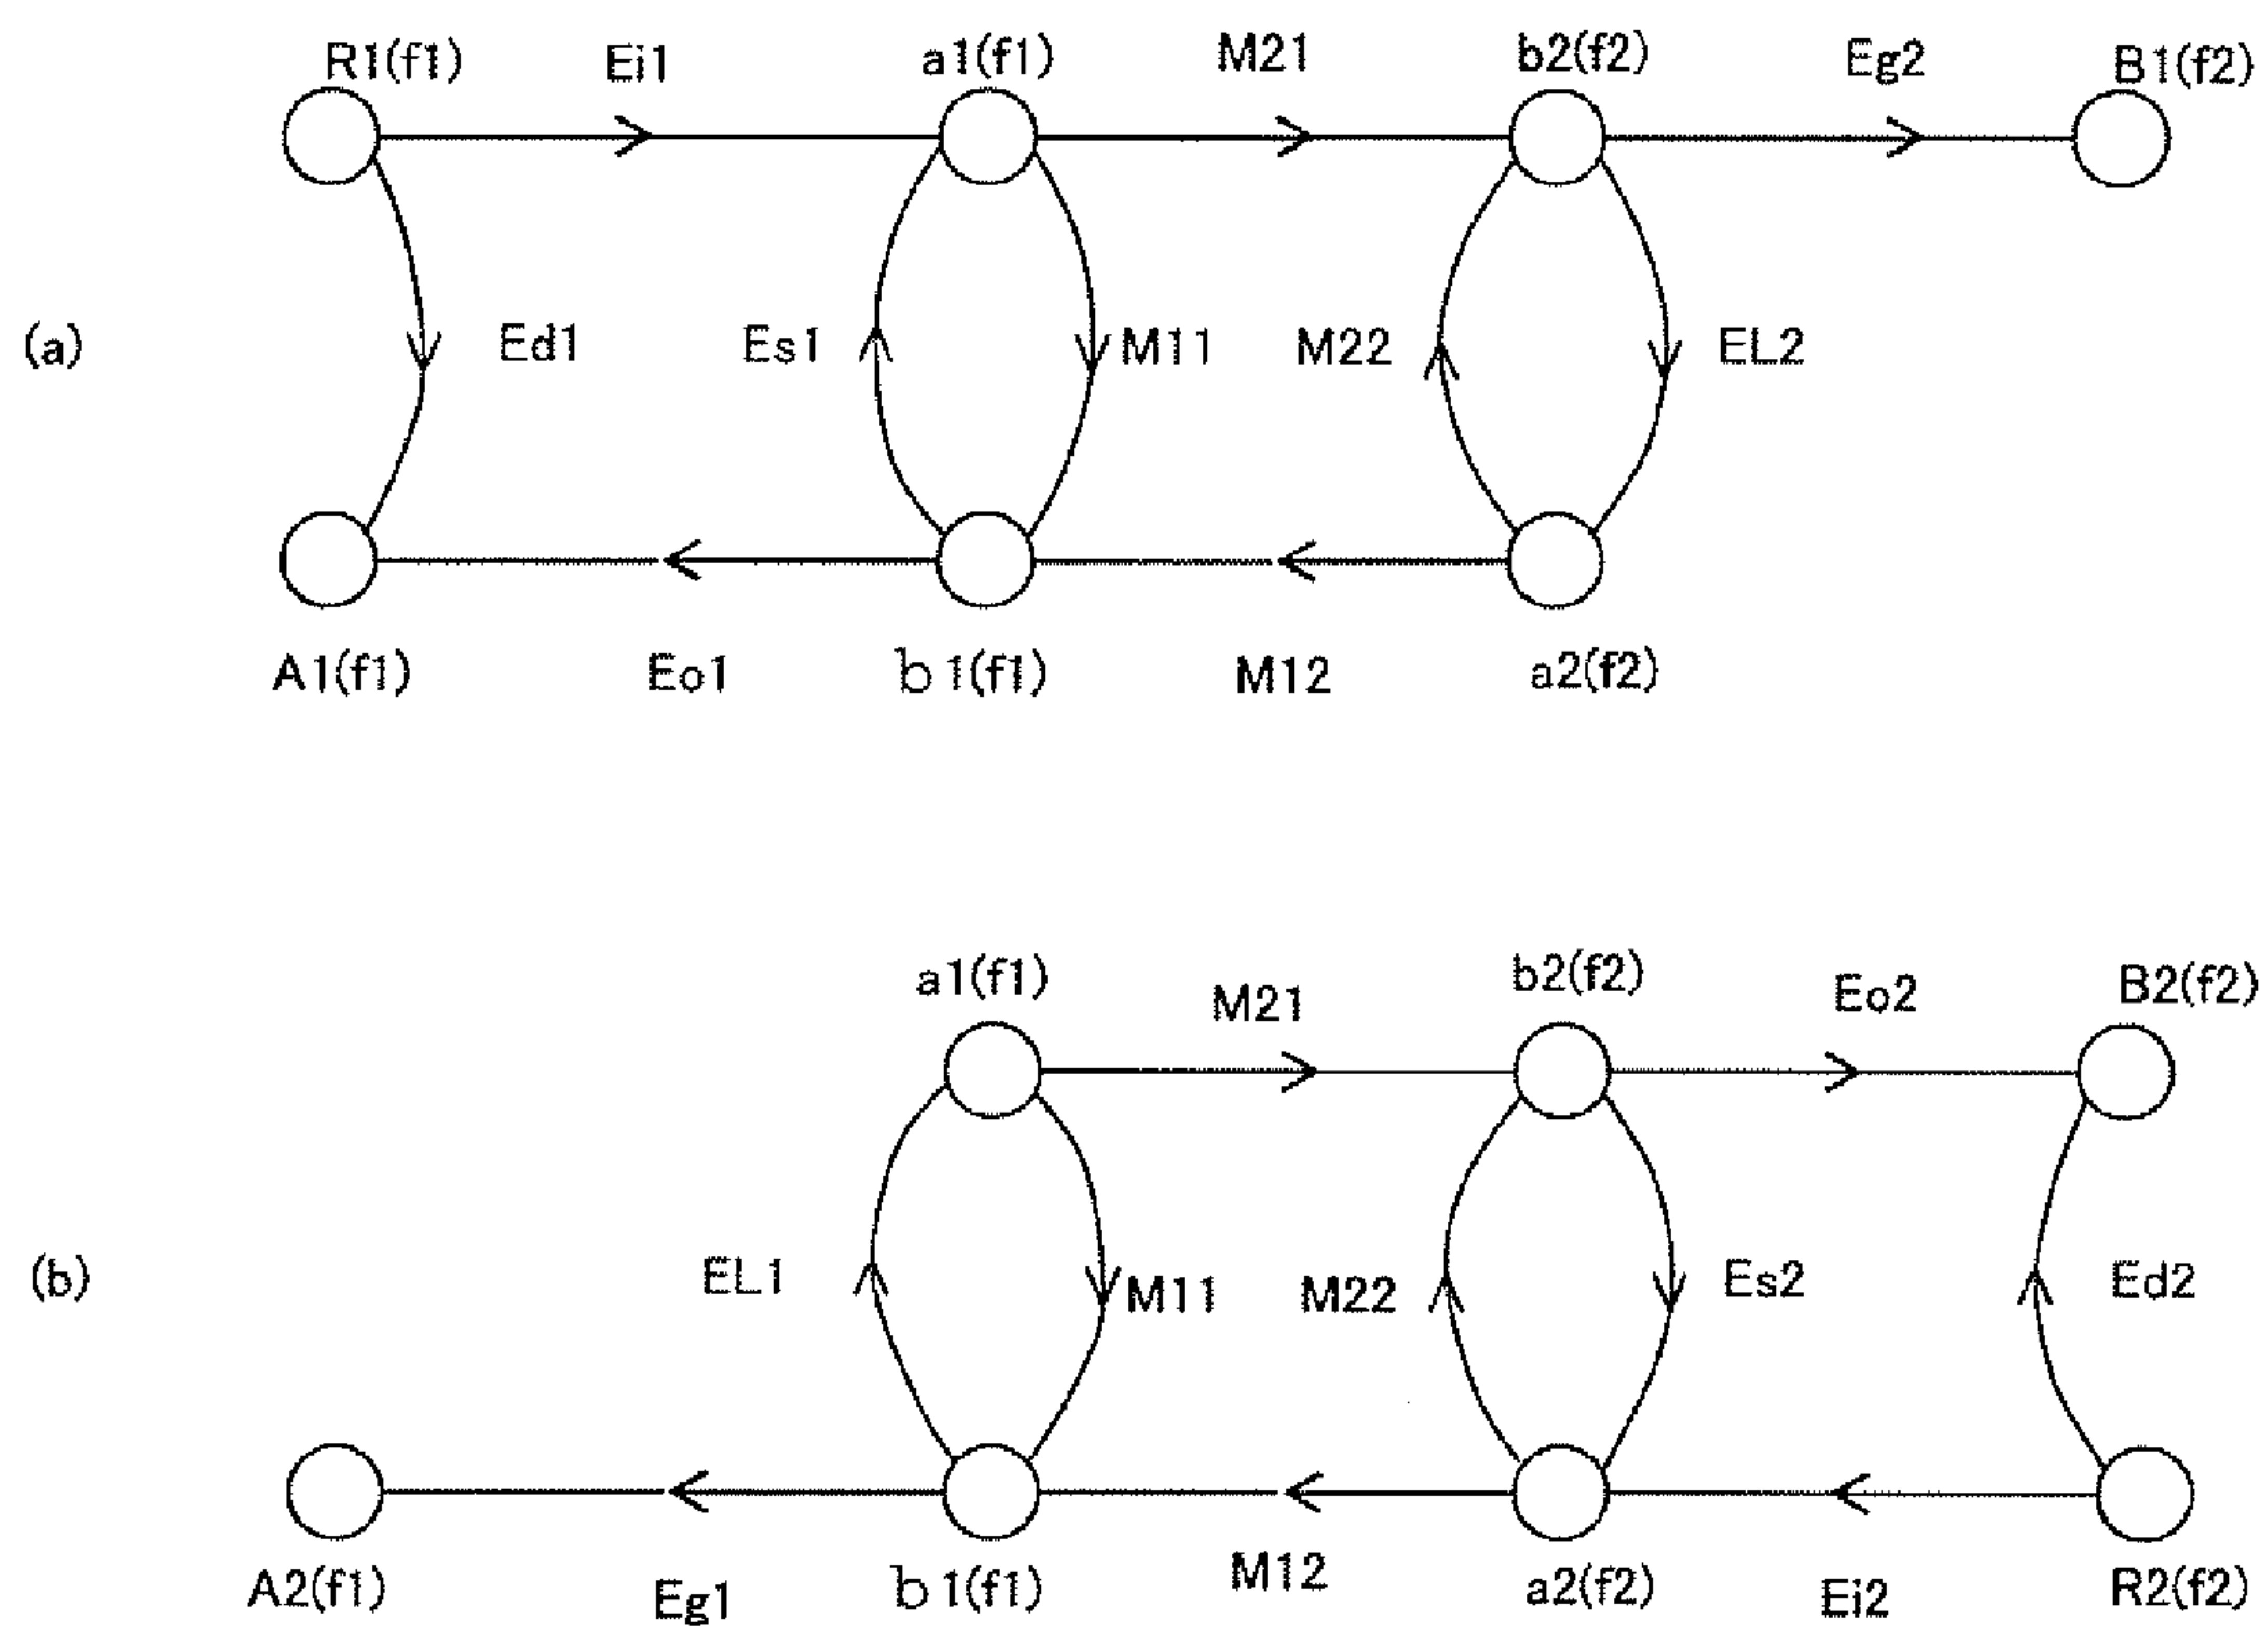 R1(f1) Ei1 a1(f1) M21 b2(f2) Eg2 B1(f2)
(a) Ed1 Es1 M11 M22 EL2
A1(f1) Eo1 b1(f1) M12 a2(f2)
a1(f1) M21 b2(f2) Eo2 B2(f2)
(b) EL1 M11 M22 Es2 Ed2
A2(f1) Eg1 b1(f1) M12 a2(f2) Ei2 R2(f2)